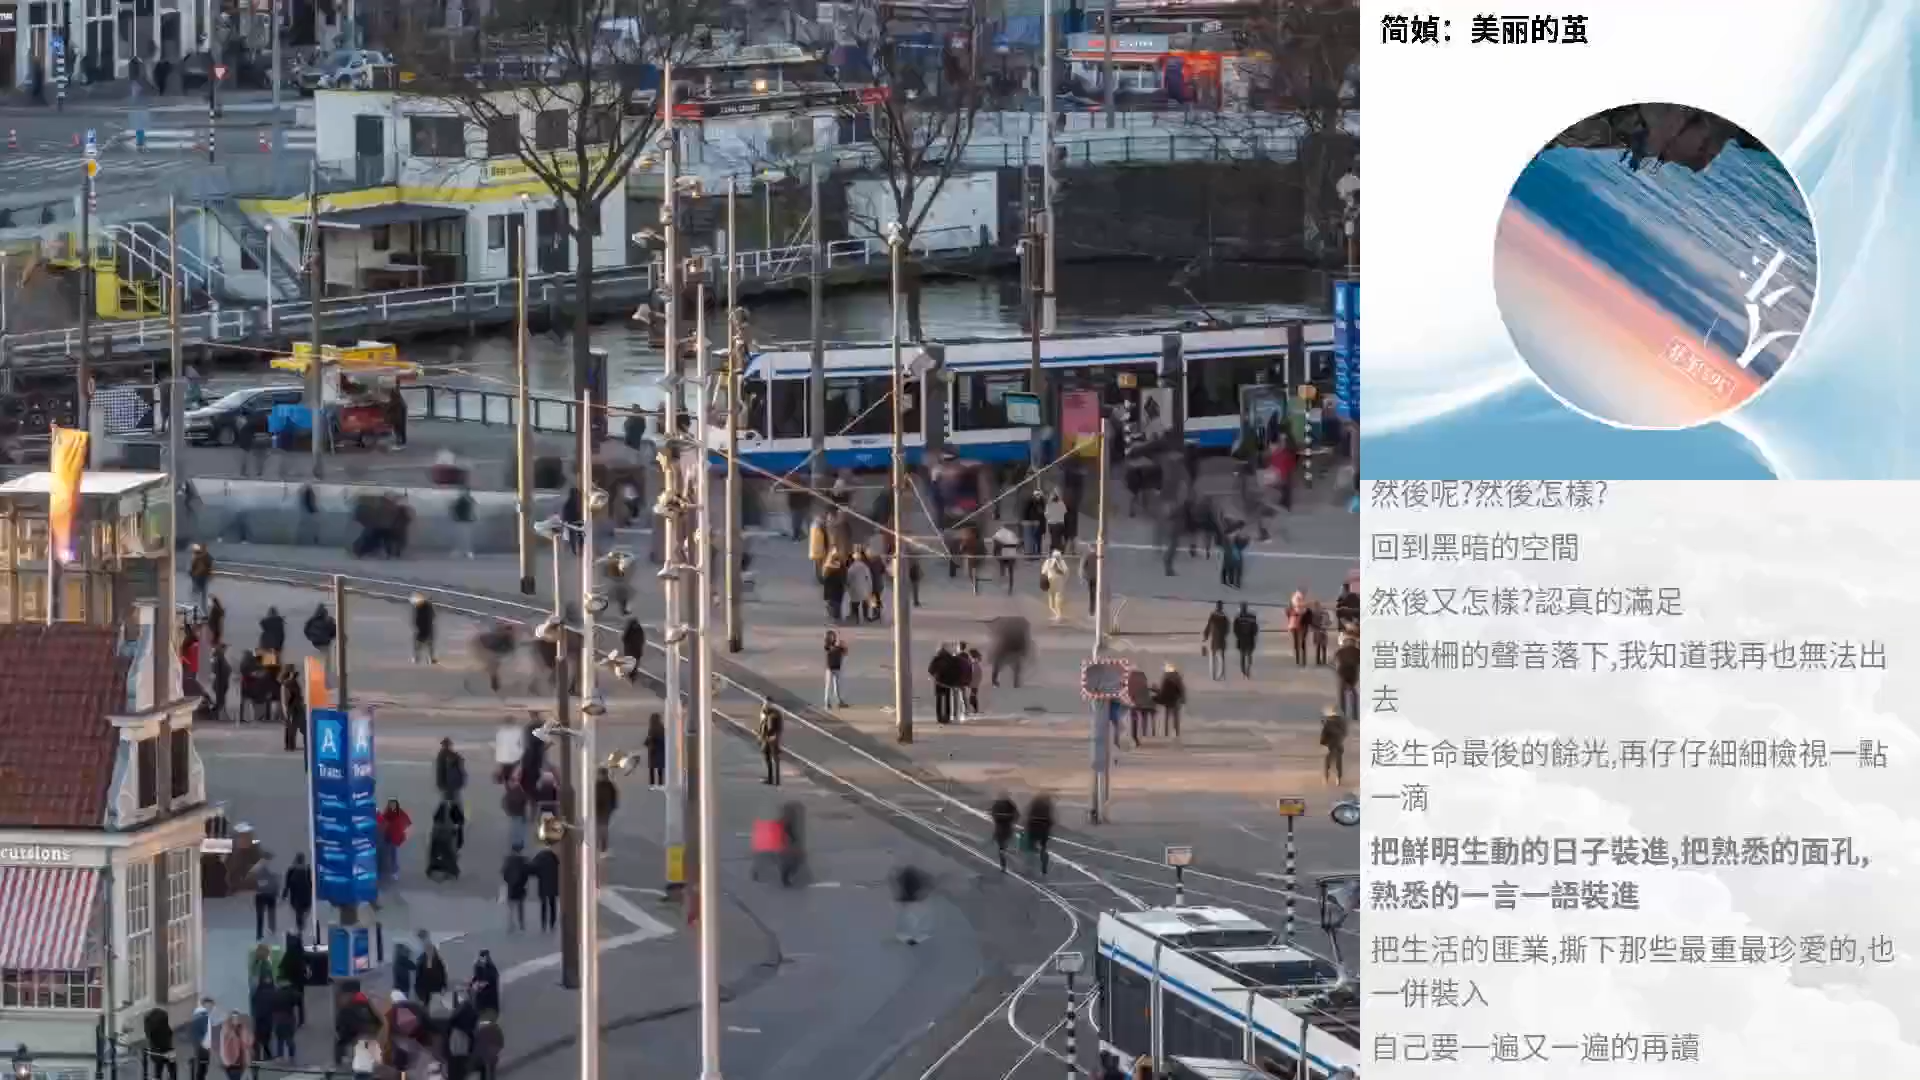 简媜：美丽的茧
然後呢?然後怎樣?
回到黑暗的空間
然後又怎樣?認真的滿足
當鐵柵的聲音落下,我知道我再也無法出
去
趁生命最後的餘光,再仔仔細細檢視一點
一滴
把鮮明生動的日子裝進,把熟悉的面孔,
熟悉的一言一語裝進
把生活的匪業,撕下那些最重最珍愛的,也
一併裝入
自己要一遍又一遍的再讀
A
Tram
cursions